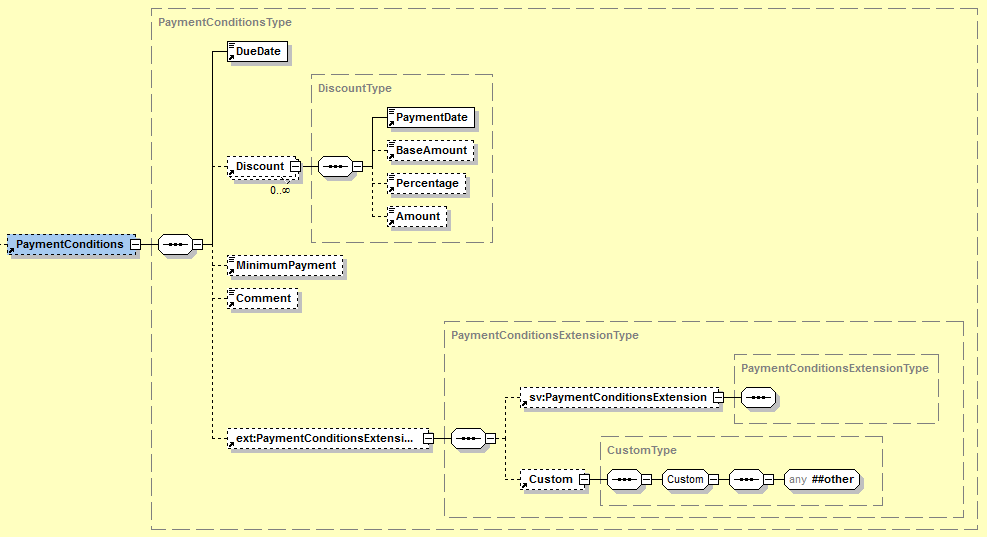 PaymentConditionsType
DueDate
DiscountType
PaymentDate
BaseAmount
Discount
0..∞
Percentage
Amount
PaymentConditions
MinimumPayment
Comment
PaymentConditionsExtensionType
PaymentConditionsExtensionType
sv:PaymentConditionsExtension
ext:PaymentConditionsExtensi...
CustomType
Custom
Custom
any ##other